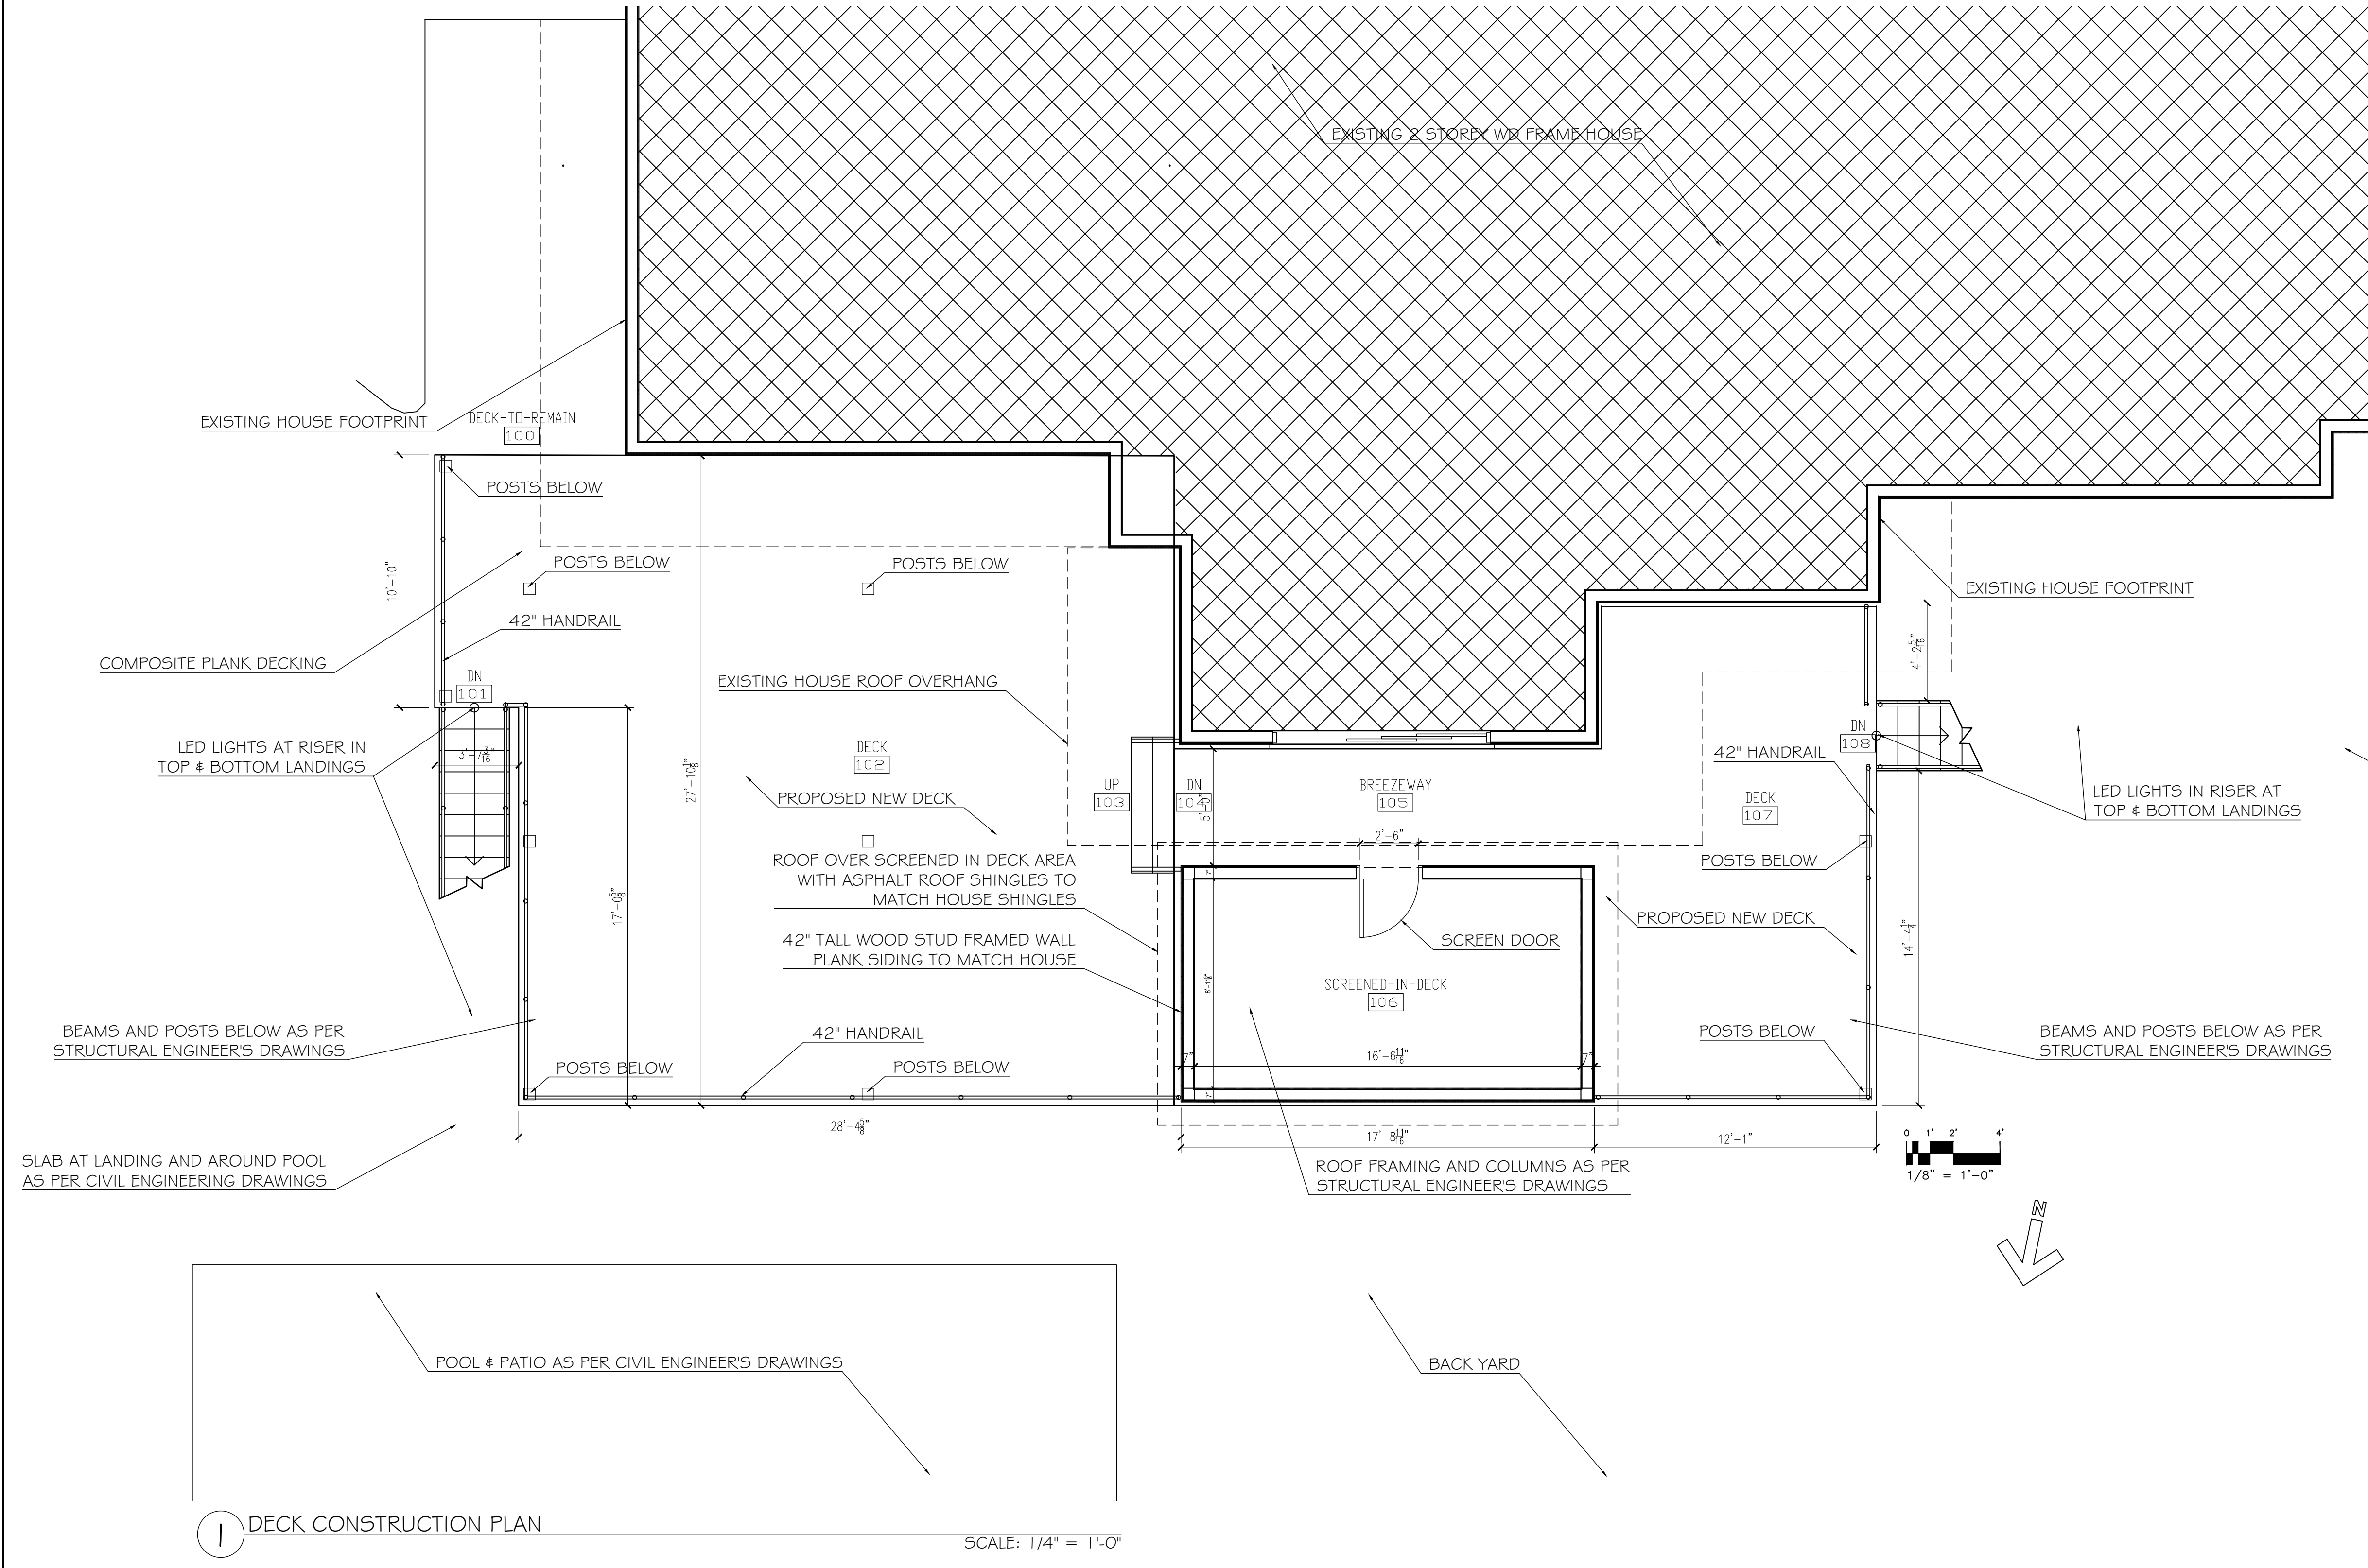 EXISTING 2 STOREY WD FRAME HOUSE
EXISTING HOUSE FOOTPRINT
DECK-TO-REMAIN
100
POSTS BELOW
POSTS BELOW
POSTS BELOW
10'-10"
42" HANDRAIL
EXISTING HOUSE FOOTPRINT
COMPOSITE PLANK DECKING
DN
101
EXISTING HOUSE ROOF OVERHANG
4'-2 5/16"
LED LIGHTS AT RISER IN
TOP & BOTTOM LANDINGS
3'-7 3/16"
DECK
102
27'-10 1/8"
PROPOSED NEW DECK
UP
103
DN
104
5'-0"
BREEZEWAY
105
DECK
107
42" HANDRAIL
DN
108
LED LIGHTS IN RISER AT
TOP & BOTTOM LANDINGS
2'-6"
POSTS BELOW
ROOF OVER SCREENED IN DECK AREA
WITH ASPHALT ROOF SHINGLES TO
MATCH HOUSE SHINGLES
7"
17'-0 5/8"
PROPOSED NEW DECK
42" TALL WOOD STUD FRAMED WALL
PLANK SIDING TO MATCH HOUSE
SCREEN DOOR
14'-4 1/4"
SCREENED-IN-DECK
106
BEAMS AND POSTS BELOW AS PER
STRUCTURAL ENGINEER'S DRAWINGS
42" HANDRAIL
POSTS BELOW
BEAMS AND POSTS BELOW AS PER
STRUCTURAL ENGINEER'S DRAWINGS
POSTS BELOW
POSTS BELOW
7"
16'-6 11/16"
7"
7"
28'-4 5/8"
17'-8 11/16"
12'-1"
0 1' 2' 4'
1/8" = 1'-0"
SLAB AT LANDING AND AROUND POOL
AS PER CIVIL ENGINEERING DRAWINGS
ROOF FRAMING AND COLUMNS AS PER
STRUCTURAL ENGINEER'S DRAWINGS
N
POOL & PATIO AS PER CIVIL ENGINEER'S DRAWINGS
BACK YARD
1
DECK CONSTRUCTION PLAN
SCALE: 1/4" = 1'-0"